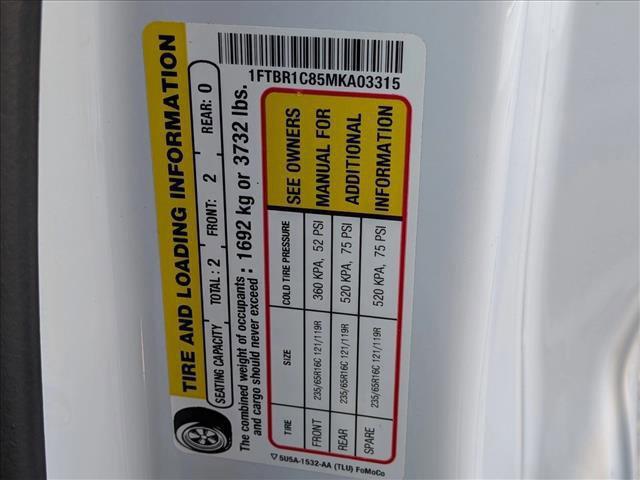 TIRE AND LOADING INFORMATION
SEATING CAPACITY TOTAL : 2 FRONT: 2 REAR: 0
The combined weight of occupants
and cargo should never exceed : 1692 kg or 3732 lbs.
TIRE SIZE COLD TIRE PRESSURE SEE OWNERS
FRONT 235/65R16C 121/119R 360 KPA, 52 PSI MANUAL FOR
REAR 235/65R16C 121/119R 520 KPA, 75 PSI ADDITIONAL
SPARE 235/65R16C 121/119R 520 KPA, 75 PSI INFORMATION
5U5A-1532-AA (TLU) FoMoCo
1FTBR1C85MKA03315